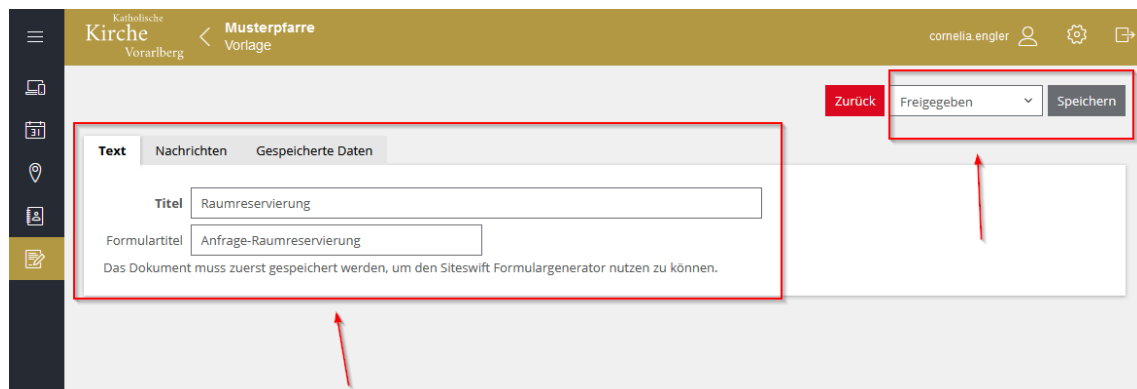 Katholische
Kirche
Vorarlberg
Musterpfarre
Vorlage
cornelia.engler
31
Zurück
Freigegeben
Speichern
Text Nachrichten Gespeicherte Daten
Titel Raumreservierung
Formulartitel Anfrage-Raumreservierung
Das Dokument muss zuerst gespeichert werden, um den Siteswift Formulargenerator nutzen zu können.